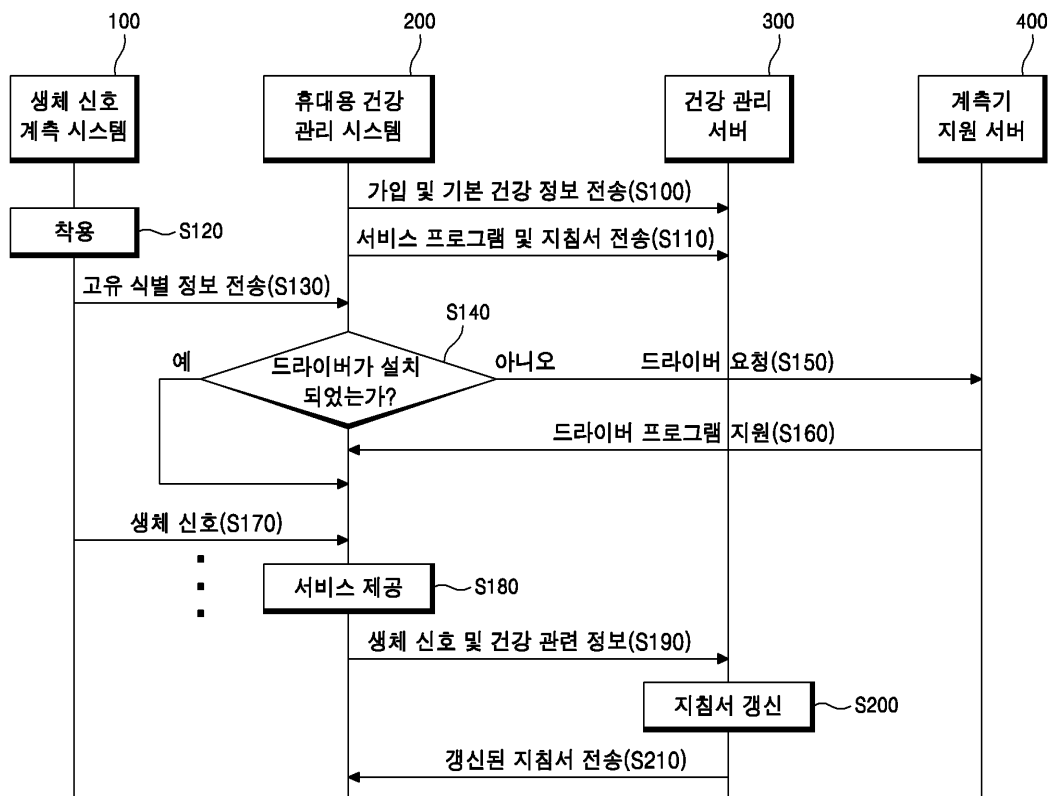 100
200
300
400
생체 신호
계측 시스템
휴대용 건강
관리 시스템
건강 관리
서버
계측기
지원 서버
가입 및 기본 건강 정보 전송(S100)
착용
S120
서비스 프로그램 및 지침서 전송(S110)
고유 식별 정보 전송(S130)
S140
예
드라이버가 설치
되었는가?
아니오
드라이버 요청(S150)
드라이버 프로그램 지원(S160)
생체 신호(S170)
서비스 제공
S180
생체 신호 및 건강 관련 정보(S190)
지침서 갱신
S200
갱신된 지침서 전송(S210)